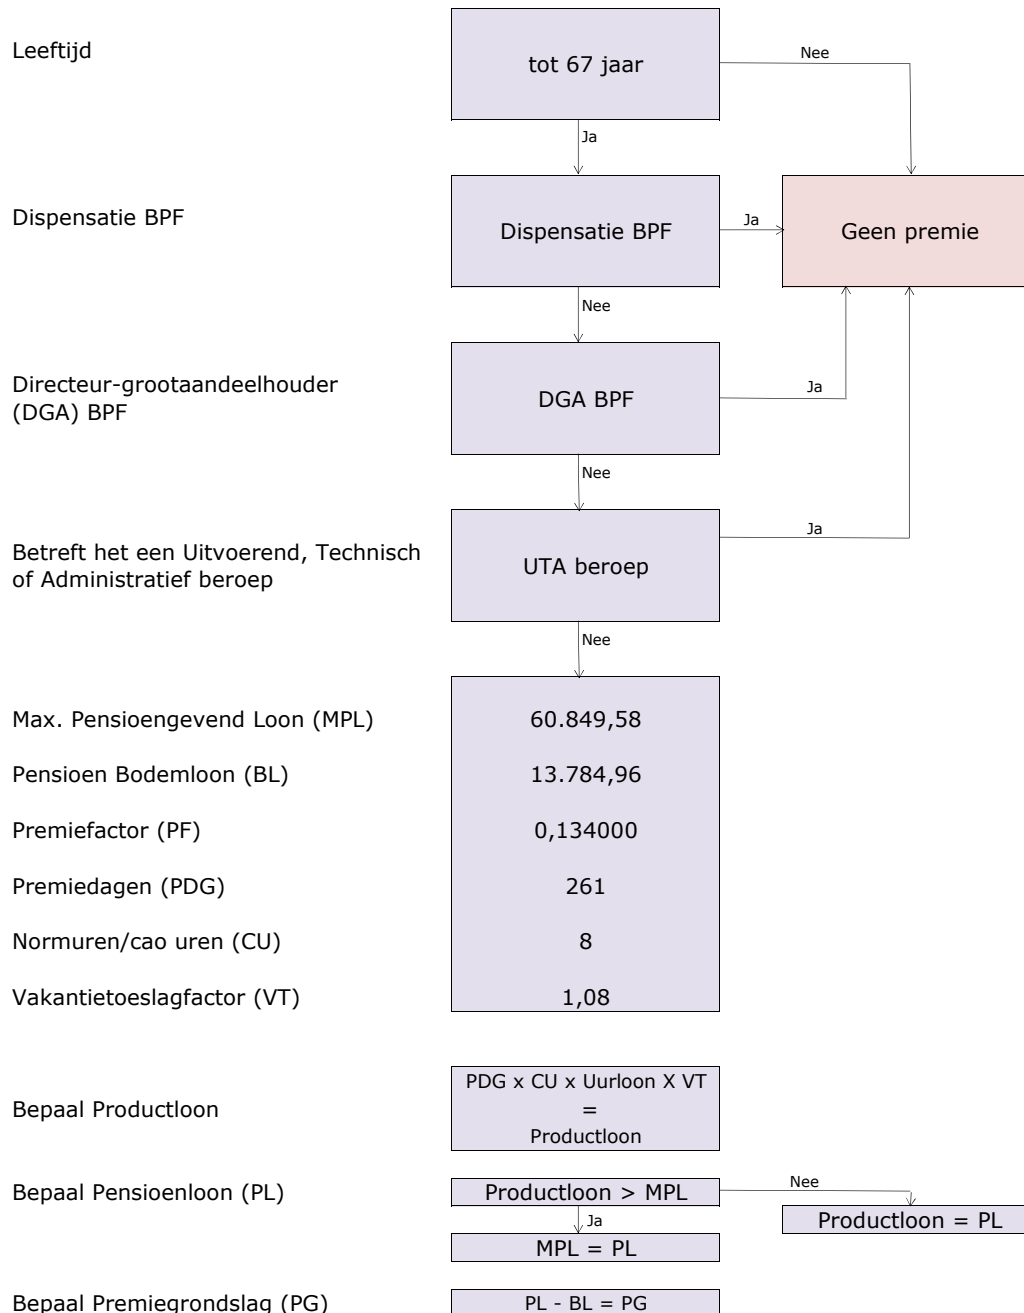 Leeftijd
tot 67 jaar
Nee
Ja
Dispensatie BPF
Dispensatie BPF
Ja
Geen premie
Nee
Directeur-grootaandeelhouder
(DGA) BPF
DGA BPF
Ja
Nee
Betreft het een Uitvoerend, Technisch
of Administratief beroep
UTA beroep
Ja
Nee
Max. Pensioengevend Loon (MPL)
60.849,58
Pensioen Bodemloon (BL)
13.784,96
Premiefactor (PF)
0,134000
Premiedagen (PDG)
261
Normuren/cao uren (CU)
8
Vakantietoeslagfactor (VT)
1,08
Bepaal Productloon
PDG x CU x Uurloon X VT
=
Productloon
Bepaal Pensioenloon (PL)
Productloon > MPL
Nee
Productloon = PL
Ja
MPL = PL
Bepaal Premiegrondslag (PG)
PL - BL = PG